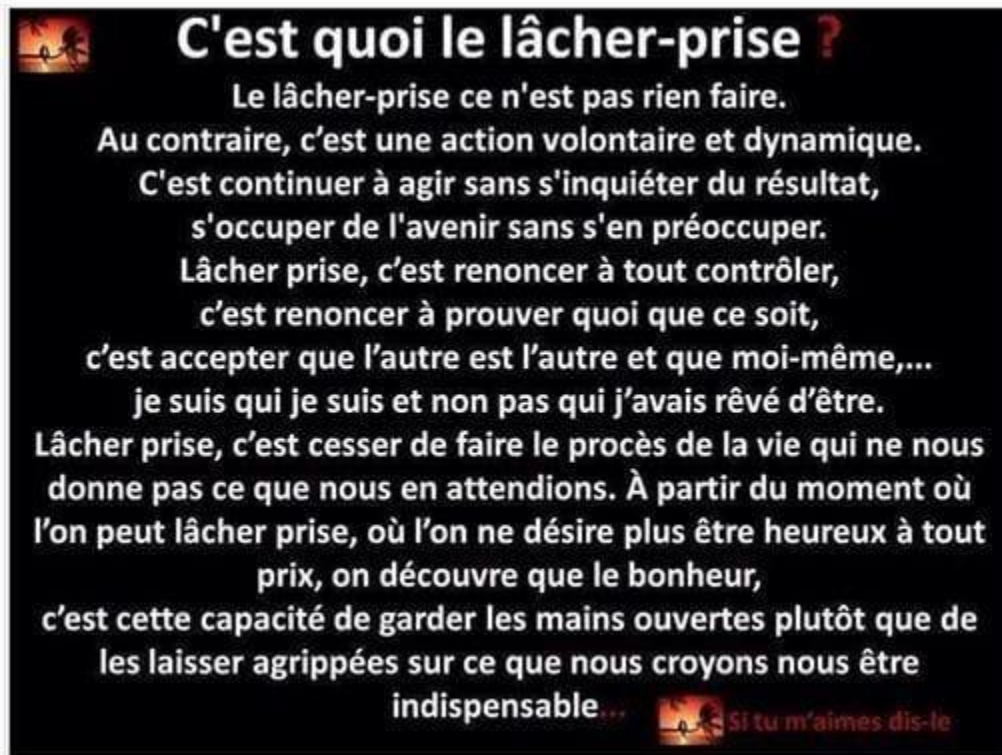 C'est quoi le lâcher-prise ?
Le lâcher-prise ce n'est pas rien faire.
Au contraire, c’est une action volontaire et dynamique.
C'est continuer à agir sans s'inquiéter du résultat,
s'occuper de l'avenir sans s'en préoccuper.
Lâcher prise, c’est renoncer à tout contrôler,
c’est renoncer à prouver quoi que ce soit,
c’est accepter que l’autre est l’autre et que moi-même,...
je suis qui je suis et non pas qui j’avais rêvé d’être.
Lâcher prise, c’est cesser de faire le procès de la vie qui ne nous
donne pas ce que nous en attendions. À partir du moment où
l’on peut lâcher prise, où l’on ne désire plus être heureux à tout
prix, on découvre que le bonheur,
c’est cette capacité de garder les mains ouvertes plutôt que de
les laisser agrippées sur ce que nous croyons nous être
indispensable...
Si tu m’aimes dis-le